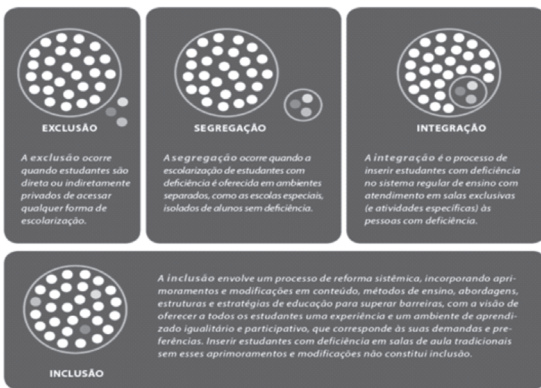 EXCLUSÃO
A exclusão ocorre
quando estudantes são
direta ou indiretamente
privados de acessar
qualquer forma de
escolarização.
SEGREGAÇÃO
A segregação ocorre quando a
escolarização de estudantes com
deficiência é oferecida em ambientes
separados, como as escolas especiais,
isolados de alunos sem deficiência.
INTEGRAÇÃO
A integração é o processo de
inserir estudantes com deficiência
no sistema regular de ensino com
atendimento em salas exclusivas
(e atividades específicas) às
pessoas com deficiência.
INCLUSÃO
A inclusão envolve um processo de reforma sistêmica, incorporando apri-
moramentos e modificações em conteúdo, métodos de ensino, abordagens,
estruturas e estratégias de educação para superar barreiras, com a visão de
oferecer a todos os estudantes uma experiência e um ambiente de aprendi-
zado igualitário e participativo, que corresponde às suas demandas e pre-
ferências. Inserir estudantes com deficiência em salas de aula tradicionais
sem esses aprimoramentos e modificações não constitui inclusão.